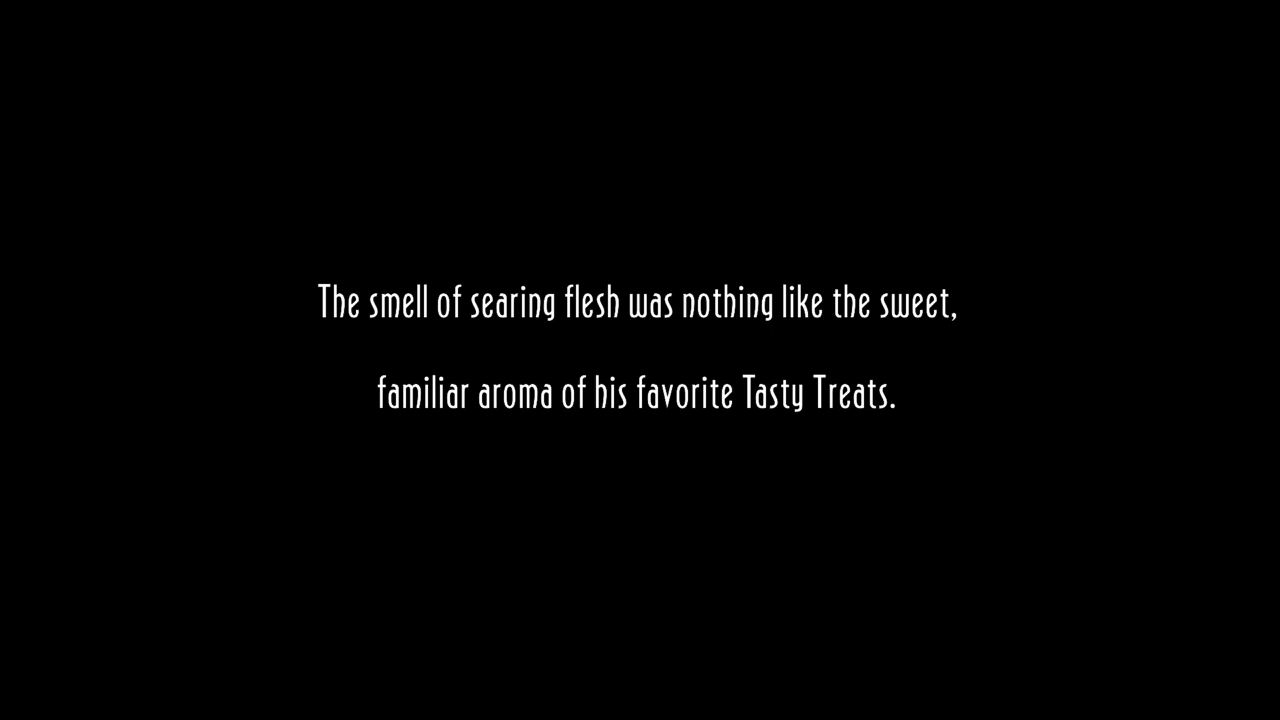 The smell of searing flesh was nothing like the sweet,
familiar aroma of his favorite Tasty Treats.